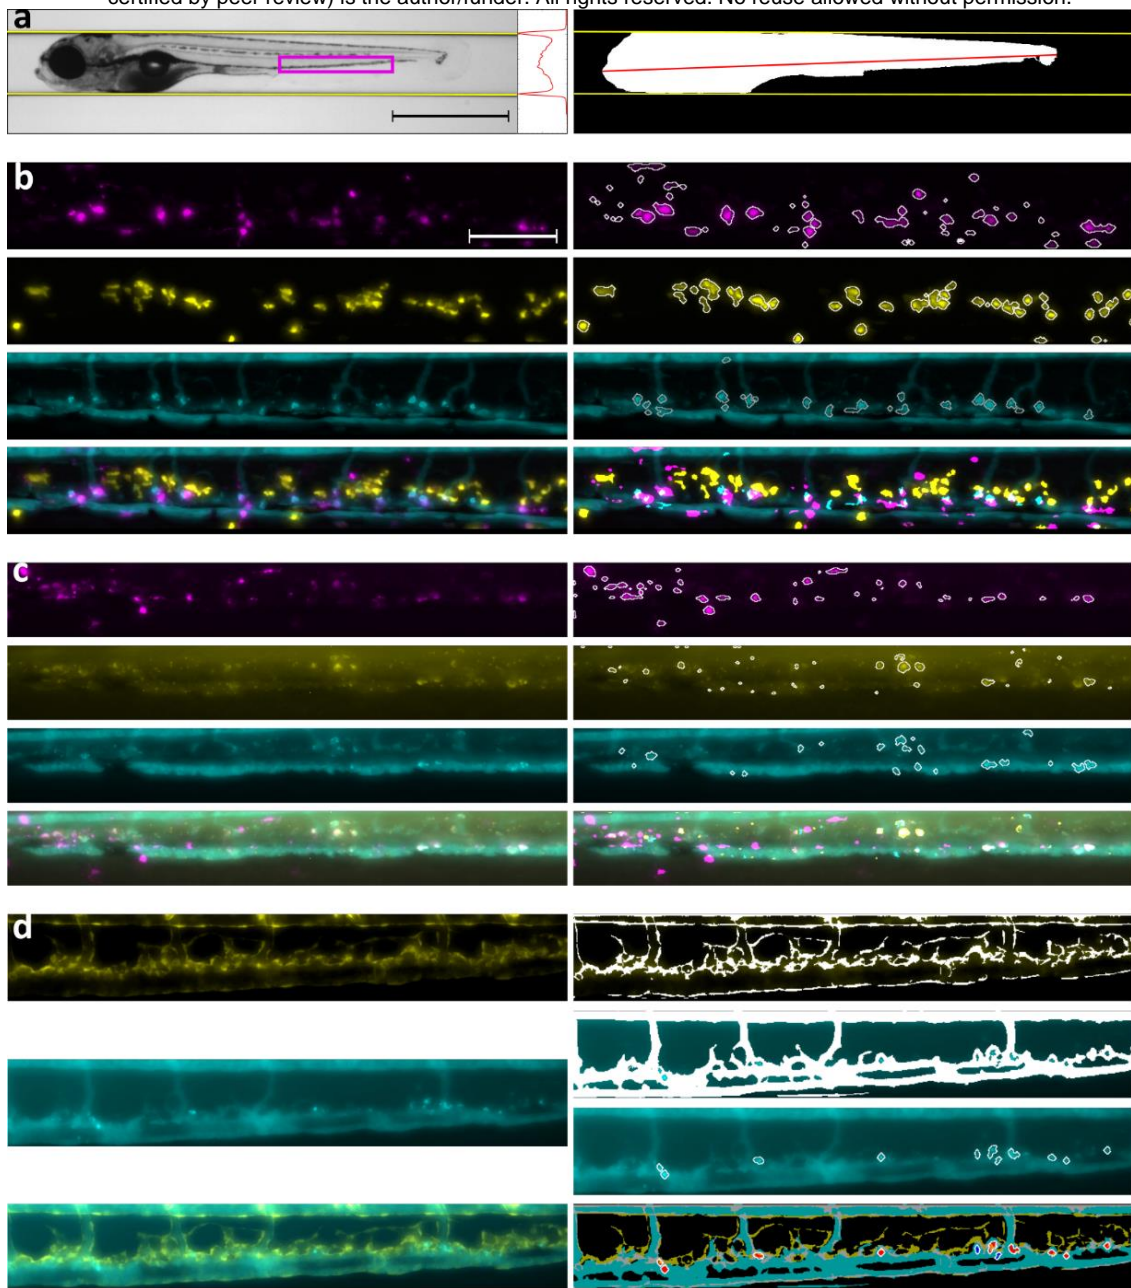 certified by peer review) is the author/funder. All rights reserved. No reuse allowed without permission.
a
b
c
d